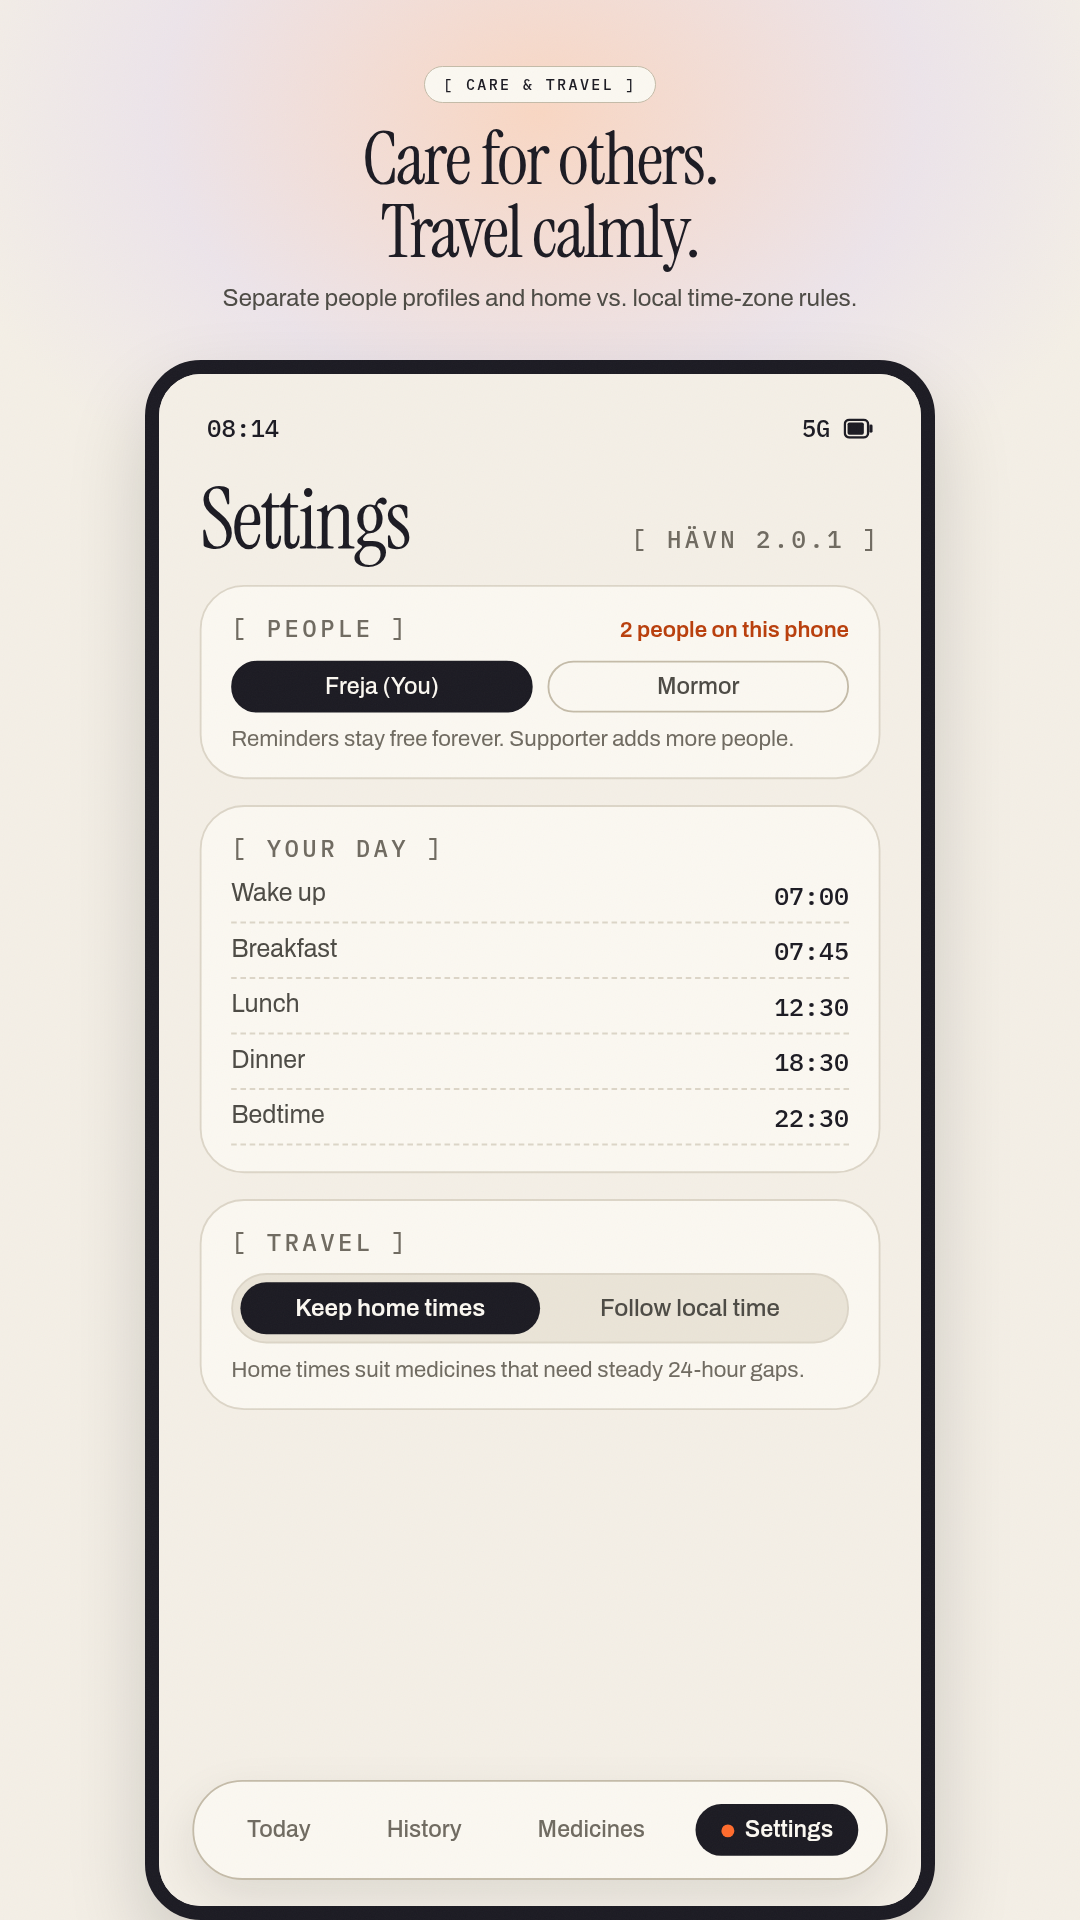 [ CARE & TRAVEL ]
Care for others.
Travel calmly.
Separate people profiles and home vs. local time-zone rules.
08:14 5G
Settings [ HÄVN 2.0.1 ]
[ PEOPLE ] 2 people on this phone
Freja (You) Mormor
Reminders stay free forever. Supporter adds more people.
[ YOUR DAY ]
Wake up 07:00
Breakfast 07:45
Lunch 12:30
Dinner 18:30
Bedtime 22:30
[ TRAVEL ]
Keep home times Follow local time
Home times suit medicines that need steady 24-hour gaps.
Today History Medicines Settings